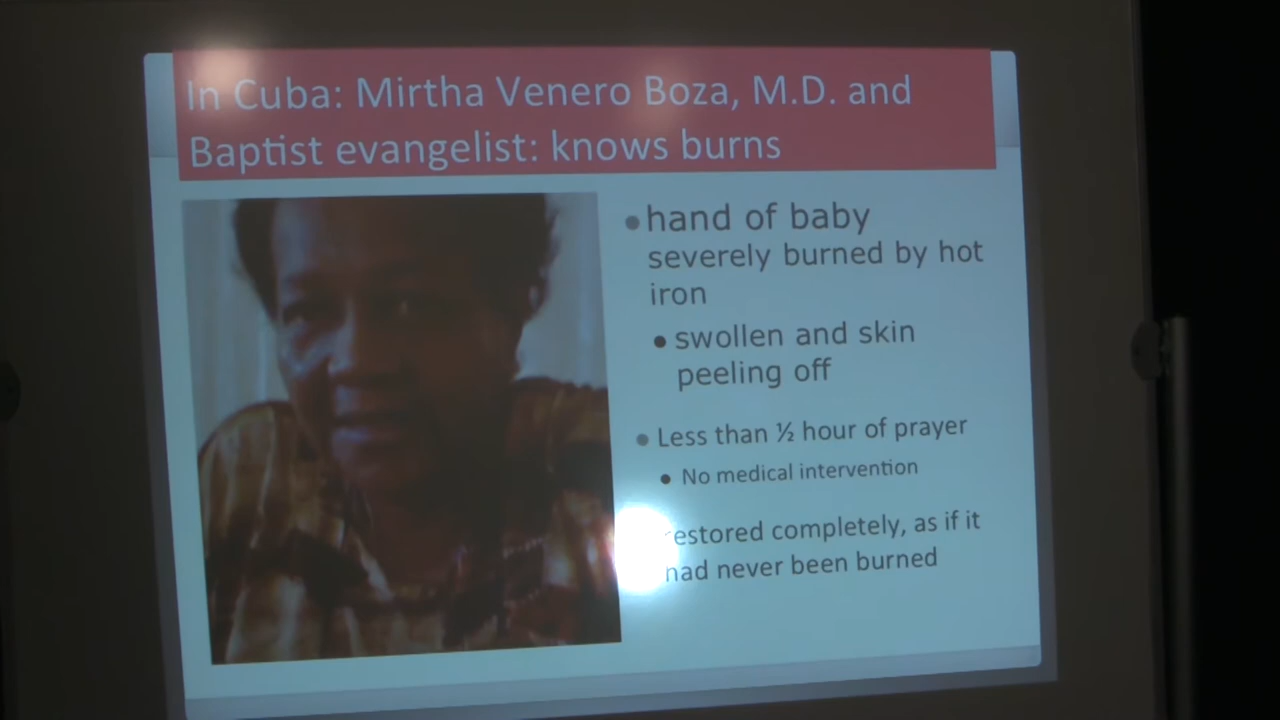 In Cuba: Mirtha Venero Boza, M.D. and
Baptist evangelist: knows burns
hand of baby
severely burned by hot
iron
swollen and skin
peeling off
Less than ½ hour of prayer
No medical intervention
restored completely, as if it
had never been burned